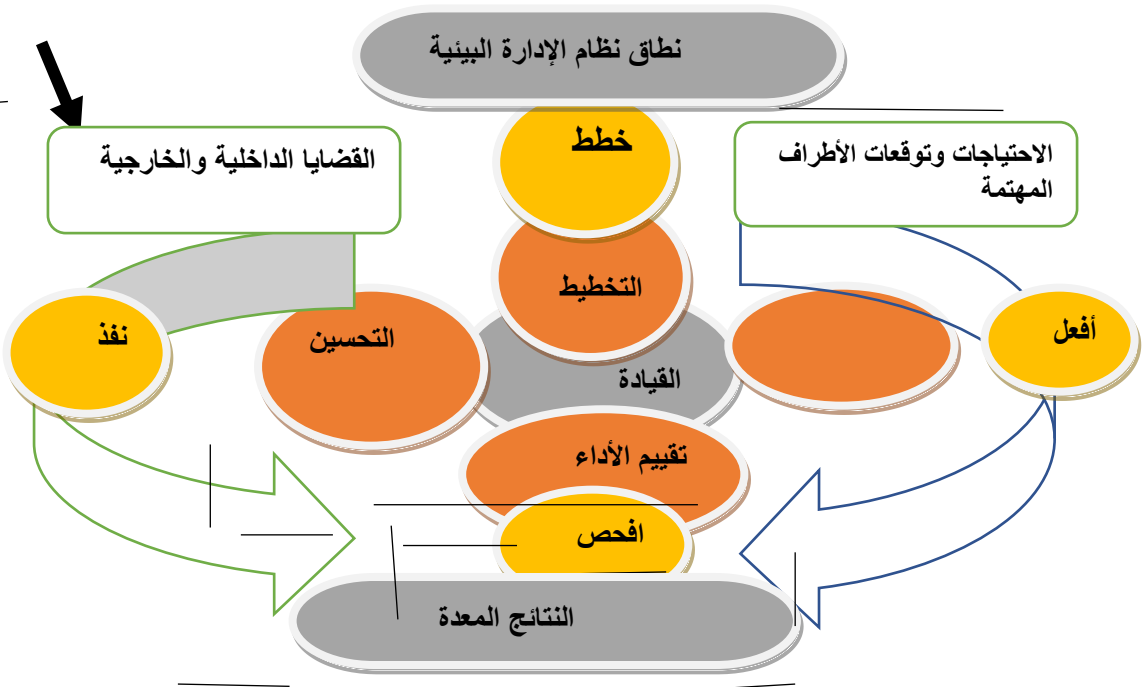 نطاق نظام الإدارة البيئية
خطط
الاحتياجات وتوقعات الأطراف
المهتمة
القضايا الداخلية والخارجية
التخطيط
أفعل
التحسين
نفذ
القيادة
تقييم الأداء
افحص
النتائج المعدة